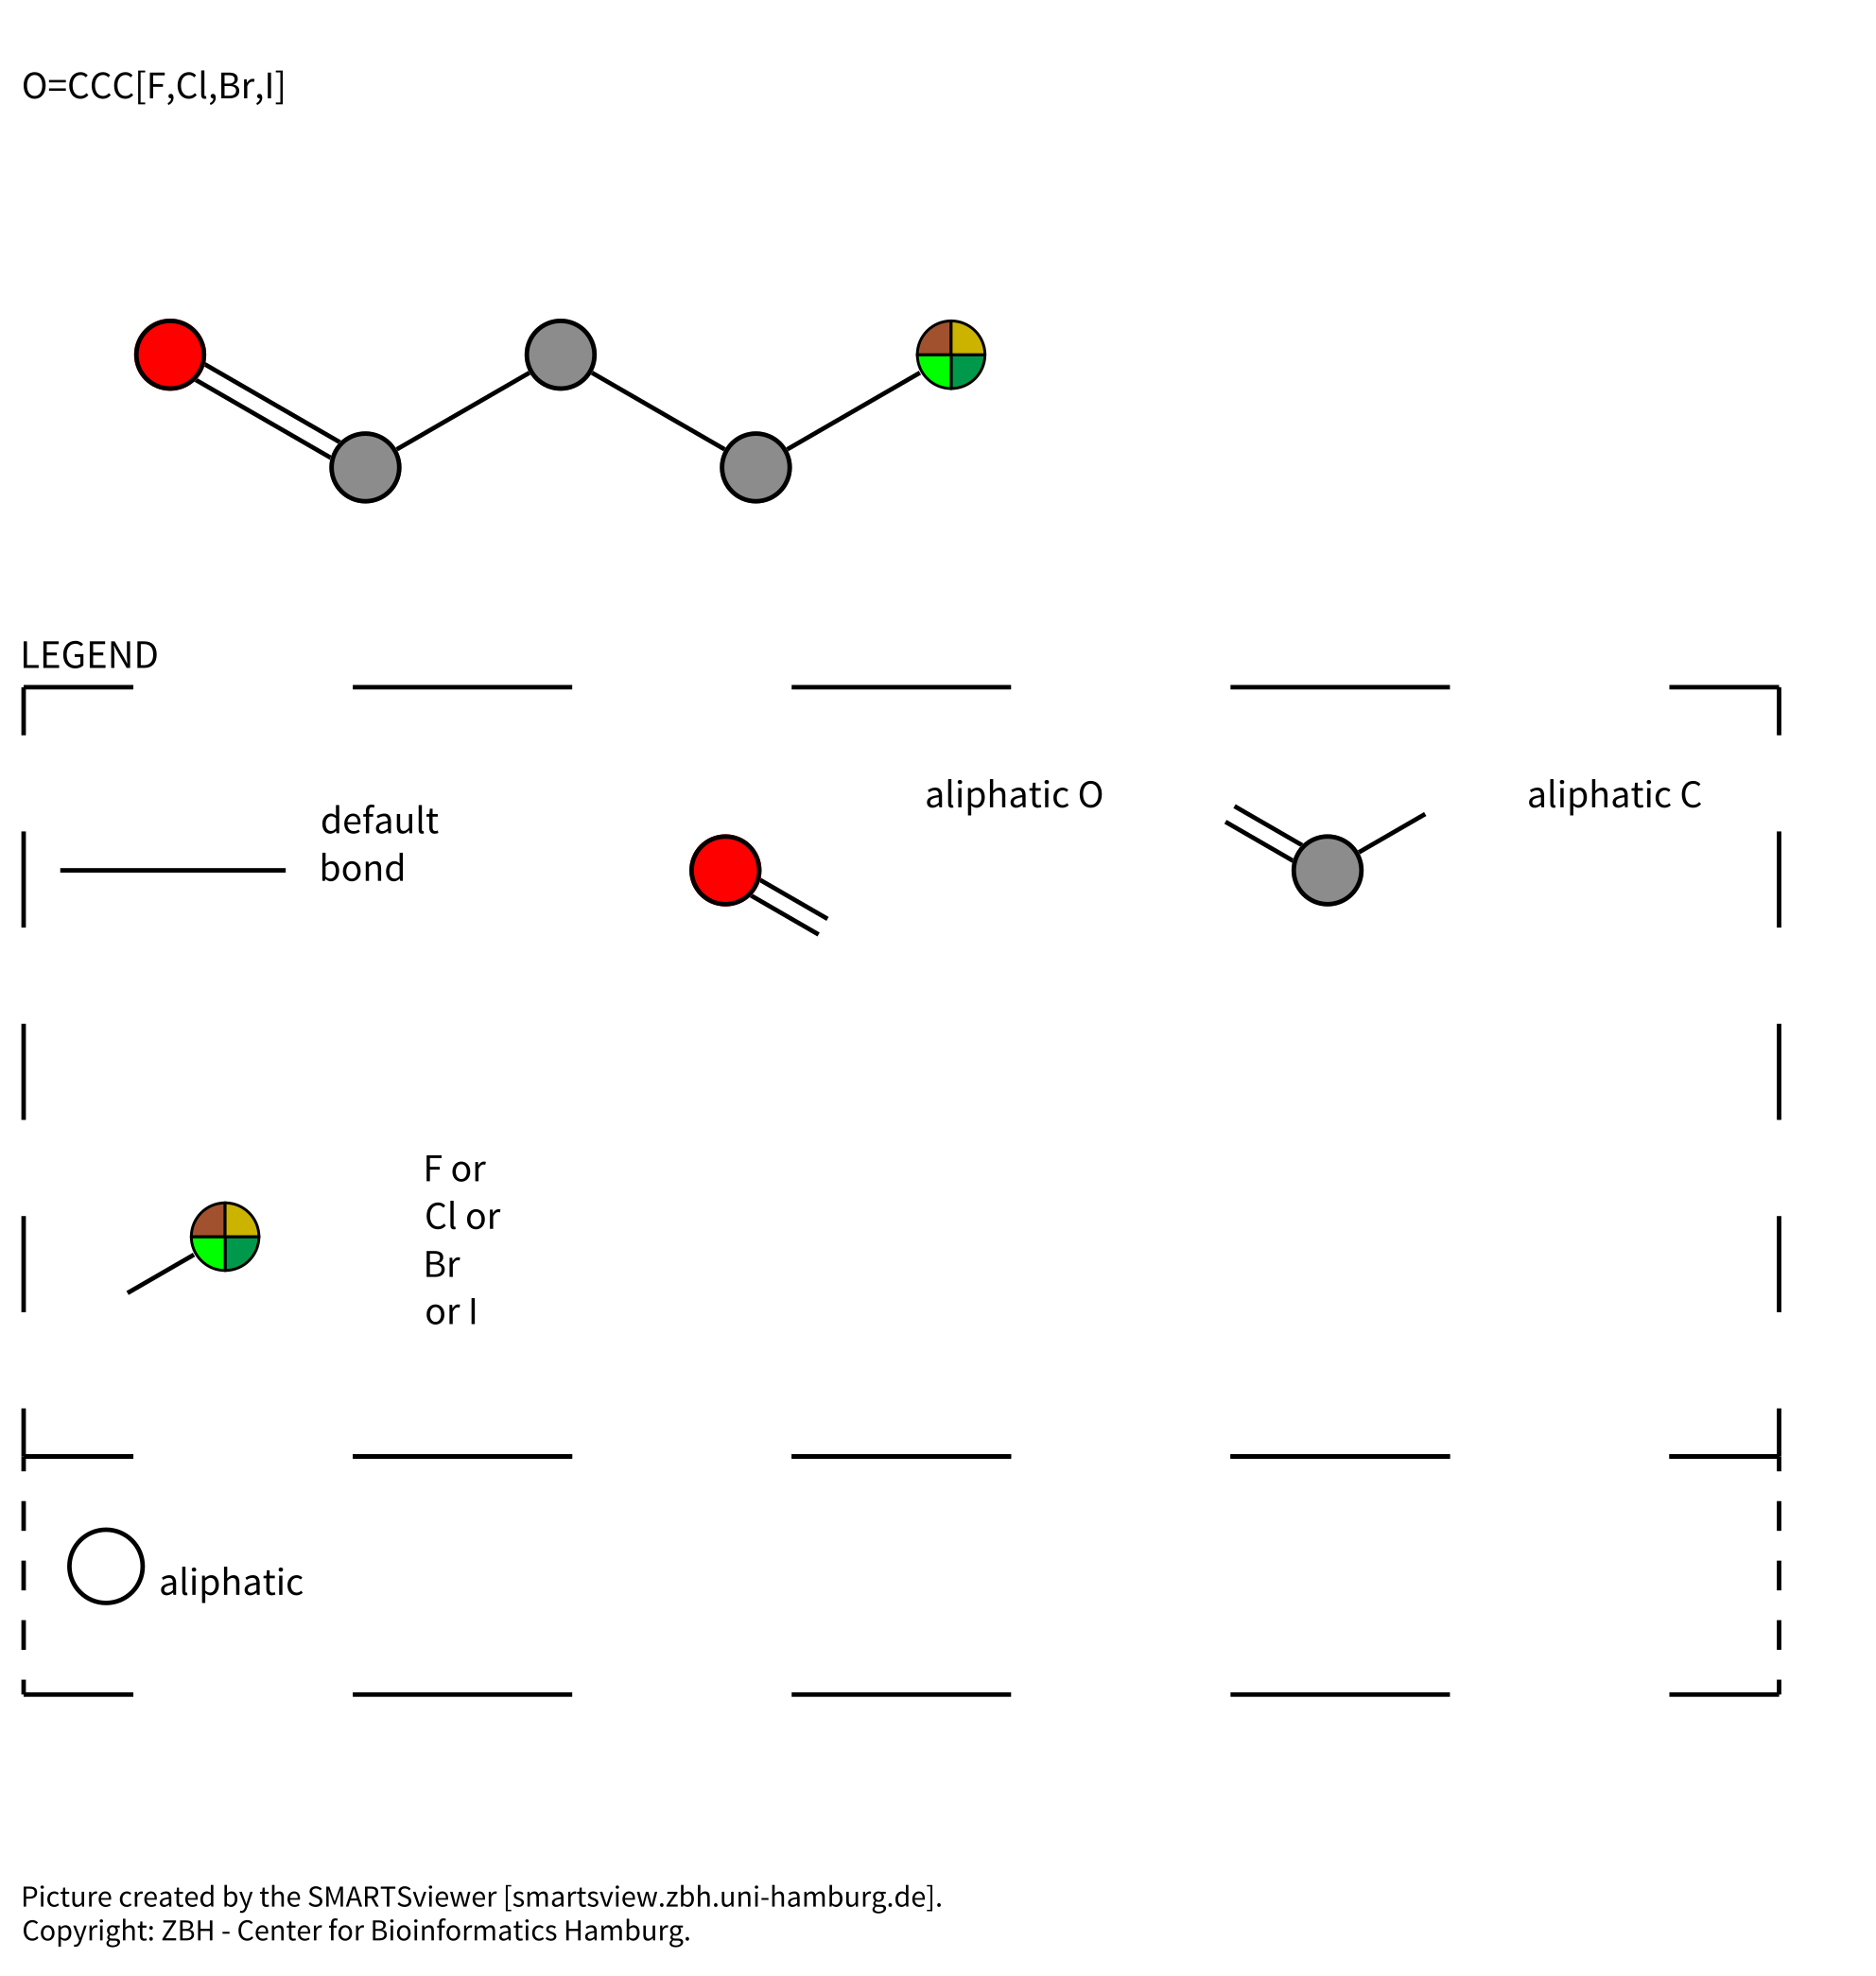 O=CCC[F,Cl,Br,I]
LEGEND
default
bond
aliphatic O
aliphatic C
F or
Cl or
Br
or I
aliphatic
Picture created by the SMARTSviewer [smartsview.zbh.uni-hamburg.de].
Copyright: ZBH - Center for Bioinformatics Hamburg.